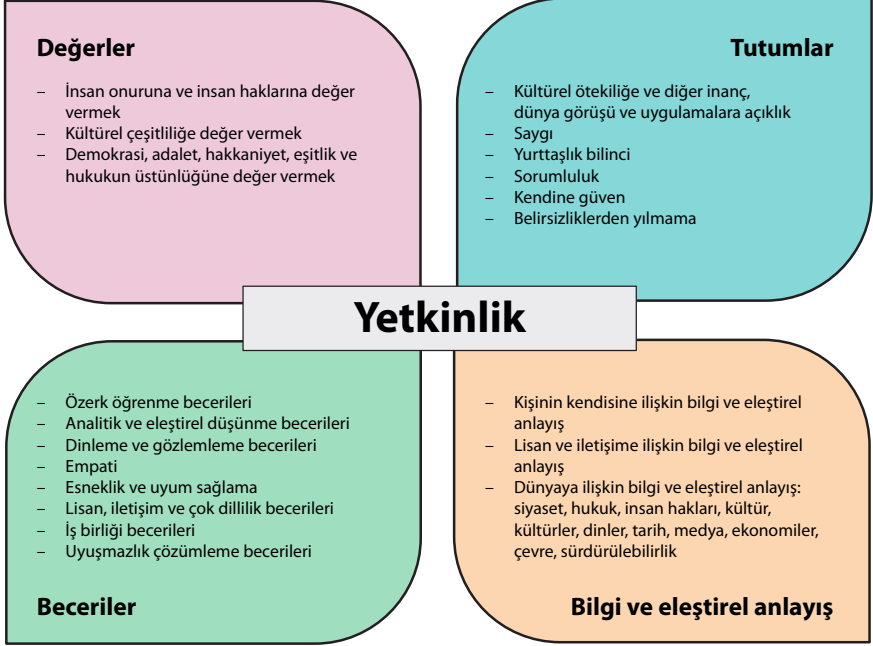 Değerler
– İnsan onuruna ve insan haklarına değer
vermek
– Kültürel çeşitliliğe değer vermek
– Demokrasi, adalet, hakkaniyet, eşitlik ve
hukukun üstünlüğüne değer vermek
Tutumlar
– Kültürel ötekiliğe ve diğer inanç,
dünya görüşü ve uygulamalara açıklık
– Saygı
– Yurttaşlık bilinci
– Sorumluluk
– Kendine güven
– Belirsizliklerden yılmama
Yetkinlik
– Özerk öğrenme becerileri
– Analitik ve eleştirel düşünme becerileri
– Dinleme ve gözlemleme becerileri
– Empati
– Esneklik ve uyum sağlama
– Lisan, iletişim ve çok dillilik becerileri
– İş birliği becerileri
– Uyuşmazlık çözümleme becerileri
Beceriler
– Kişinin kendisine ilişkin bilgi ve eleştirel
anlayış
– Lisan ve iletişime ilişkin bilgi ve eleştirel
anlayış
– Dünyaya ilişkin bilgi ve eleştirel anlayış:
siyaset, hukuk, insan hakları, kültür,
kültürler, dinler, tarih, medya, ekonomiler,
çevre, sürdürülebilirlik
Bilgi ve eleştirel anlayış